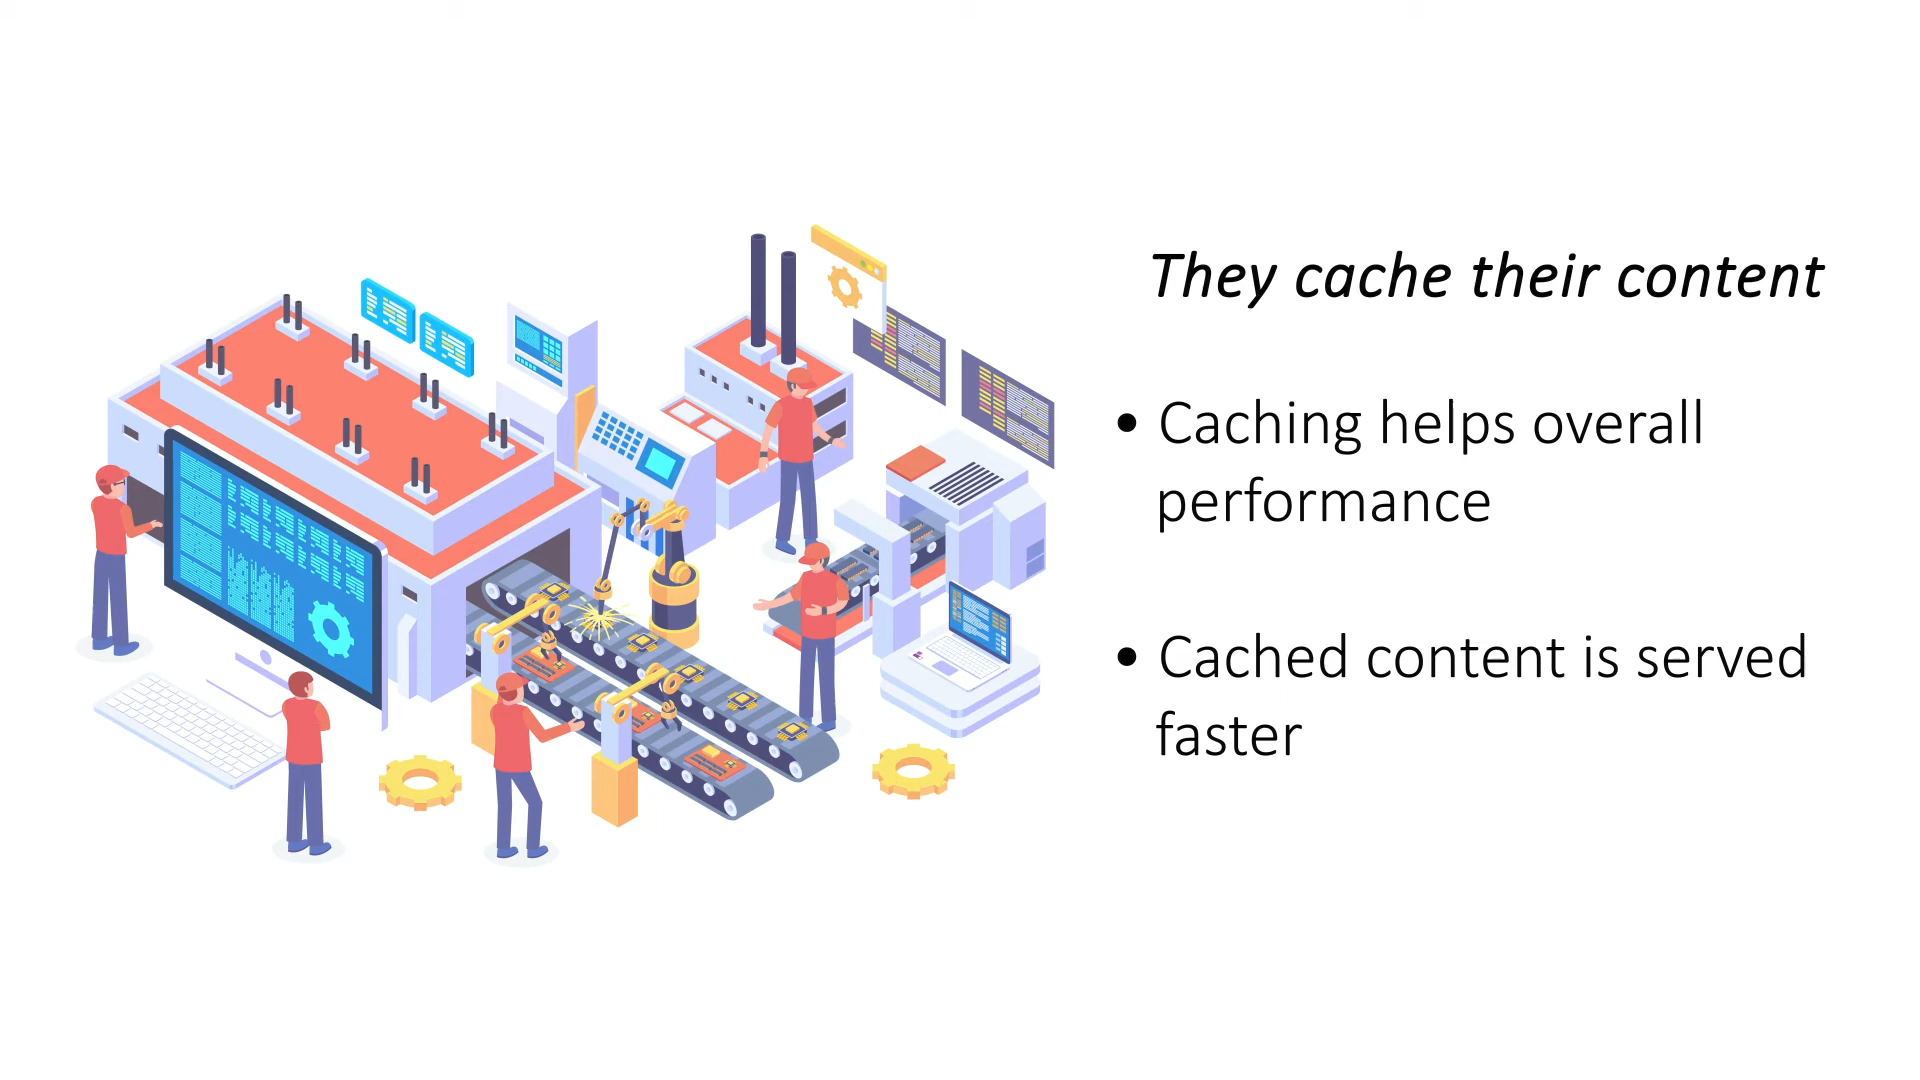 They cache their content
• Caching helps overall
performance
• Cached content is served
faster